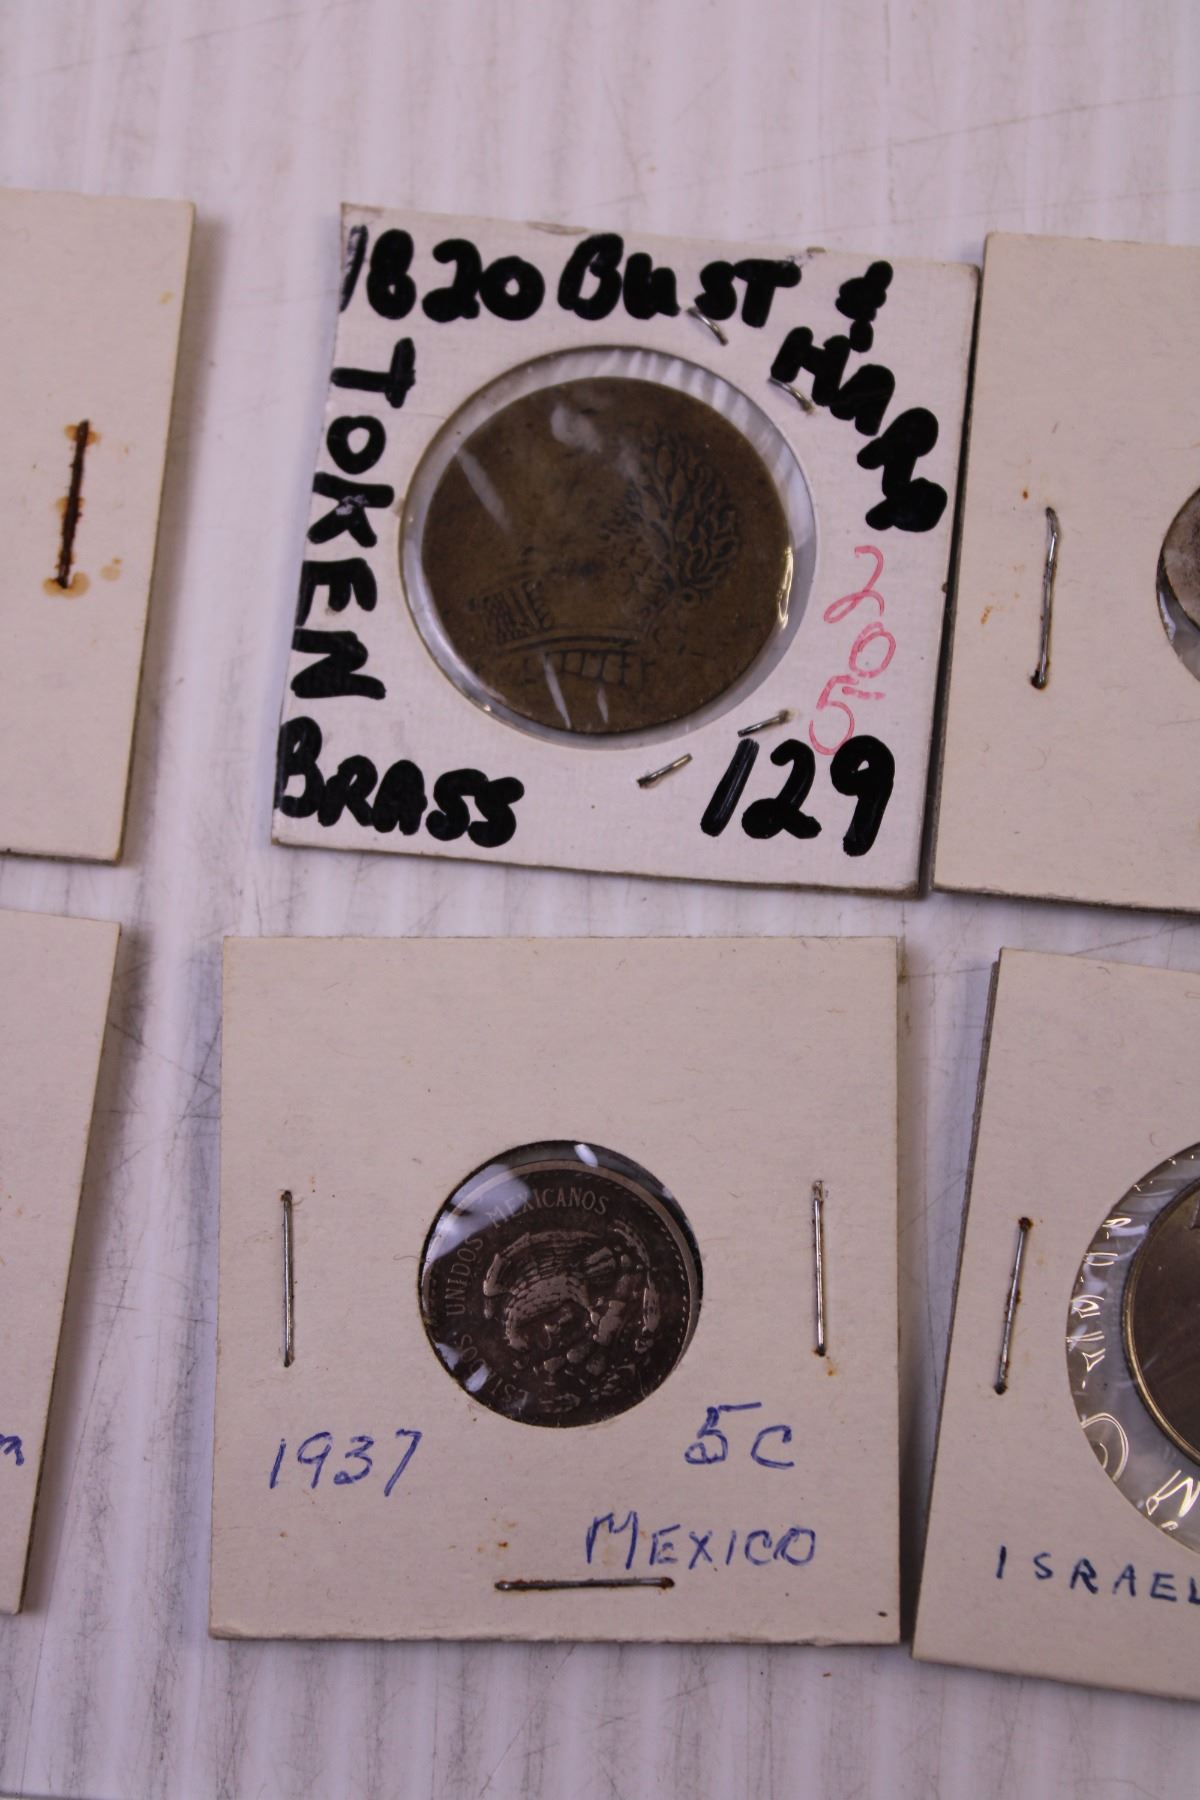 1820 BUST &
HARP
TOKEN
BRASS
205
129
ESTADOS UNIDOS MEXICANOS
1937
5C
MEXICO
ISRAEL